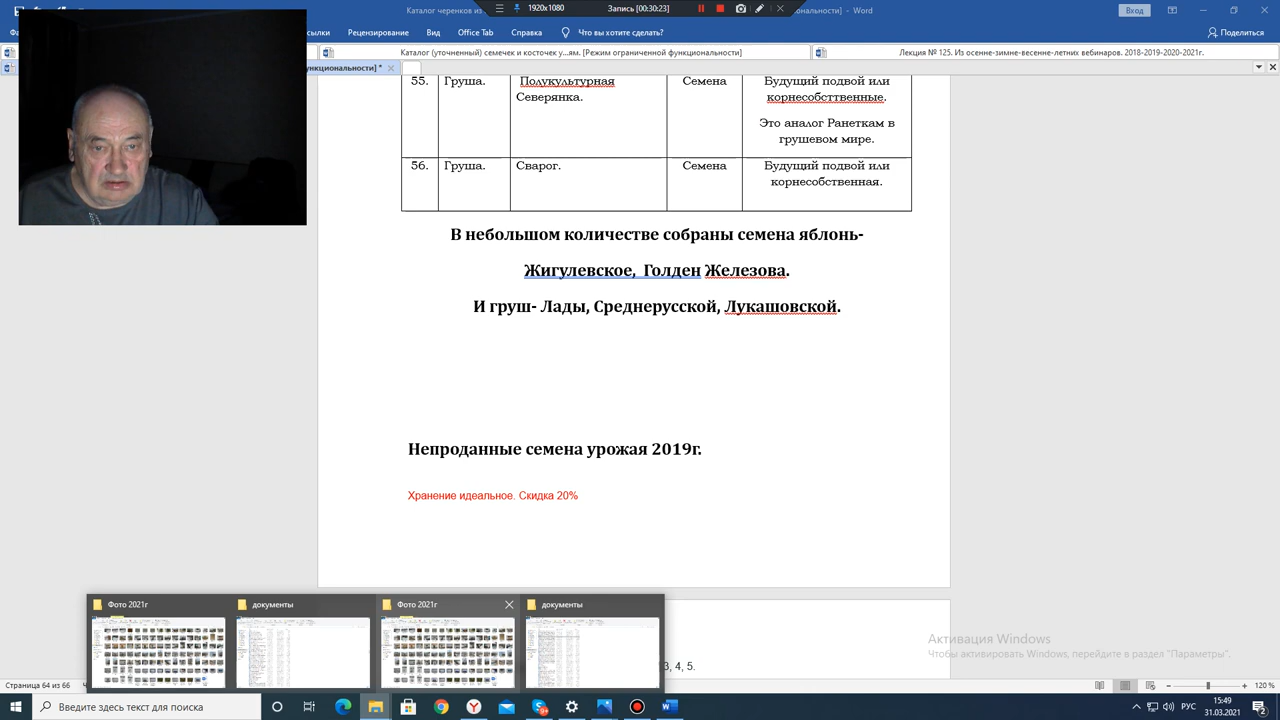 Каталог черенков из
1920x1080
Запись [00:30:23]
ональности] - Word
Вход
сылки
Рецензирование
Вид
Office Tab
Справка
Что вы хотите сделать?
Поделиться
Каталог (уточненный) семечек и косточек у...ям. [Режим ограниченной функциональности]
Лекция № 125. Из осенне-зимне-весенне-летних вебинаров. 2018-2019-2020-2021г.
ункциональности] *
55. Груша. Полукультурная Семена Будущий подвой или
Северянка. корнесобсттвенные.
Это аналог Ранеткам в
грушевом мире.
56. Груша. Сварог. Семена Будущий подвой или
корнесобственная.
В небольшом количестве собраны семена яблонь-
Жигулевское, Голден Железова.
И груш- Лады, Среднерусской, Лукашовской.
Непроданные семена урожая 2019г.
Хранение идеальное. Скидка 20%
Фото 2021г
документы
Фото 2021г
документы
Активация Windows
Чтобы активировать Windows, перейдите в раздел "Параметры".
3, 4, 5.
Страница 64 из 66
120 %
Введите здесь текст для поиска
РУС
15:49
31.03.2021